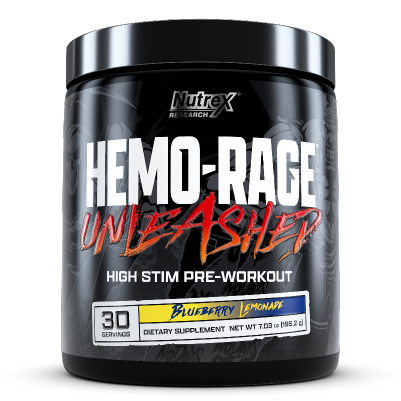 Nutrex
RESEARCH
HEMO-RAGE
UNLEASHED
HIGH STIM PRE-WORKOUT
30
SERVINGS
BLUEBERRY LEMONADE
DIETARY SUPPLEMENT NET WT 7.03 oz (199.2 g)